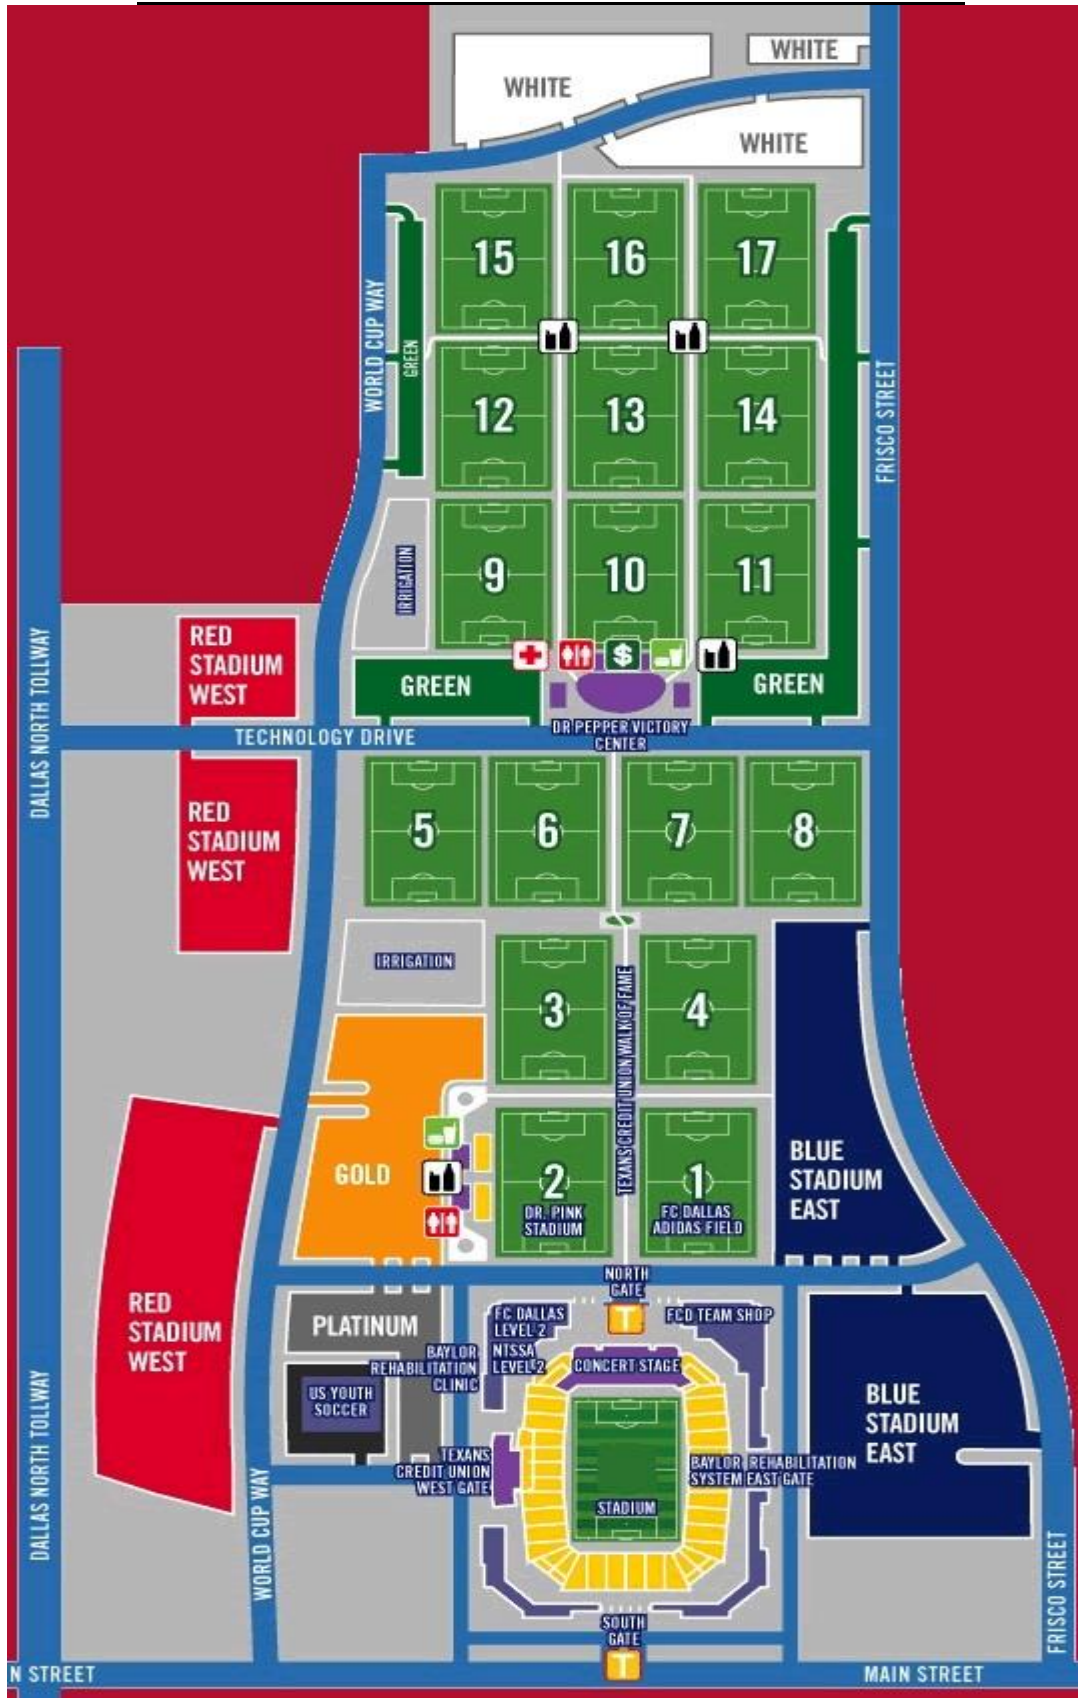 WHITE
WHITE
WHITE
15
16
17
WORLD CUP WAY
GREEN
12
13
14
FRISCO STREET
9
10
11
IRRIGATION
RED
STADIUM
WEST
GREEN
$
GREEN
DALLAS NORTH TOLLWAY
TECHNOLOGY DRIVE
DR PEPPER VICTORY
CENTER
RED
STADIUM
WEST
5
6
7
8
IRRIGATION
3
4
TEXANS CREDIT UNION WALK OF FAME
GOLD
2
DR. PINK
STADIUM
1
FC DALLAS
ADIDAS FIELD
BLUE
STADIUM
EAST
RED
STADIUM
WEST
NORTH
GATE
T
PLATINUM
FC DALLAS
LEVEL 2
NTSSA
LEVEL 2
FCD TEAM SHOP
BAYLOR
REHABILITATION
CLINIC
CONCERT STAGE
US YOUTH
SOCCER
BLUE
STADIUM
EAST
TEXANS
CREDIT UNION
WEST GATE
BAYLOR REHABILITATION
SYSTEM EAST GATE
STADIUM
DALLAS NORTH TOLLWAY
WORLD CUP WAY
FRISCO STREET
SOUTH
GATE
T
N STREET
MAIN STREET